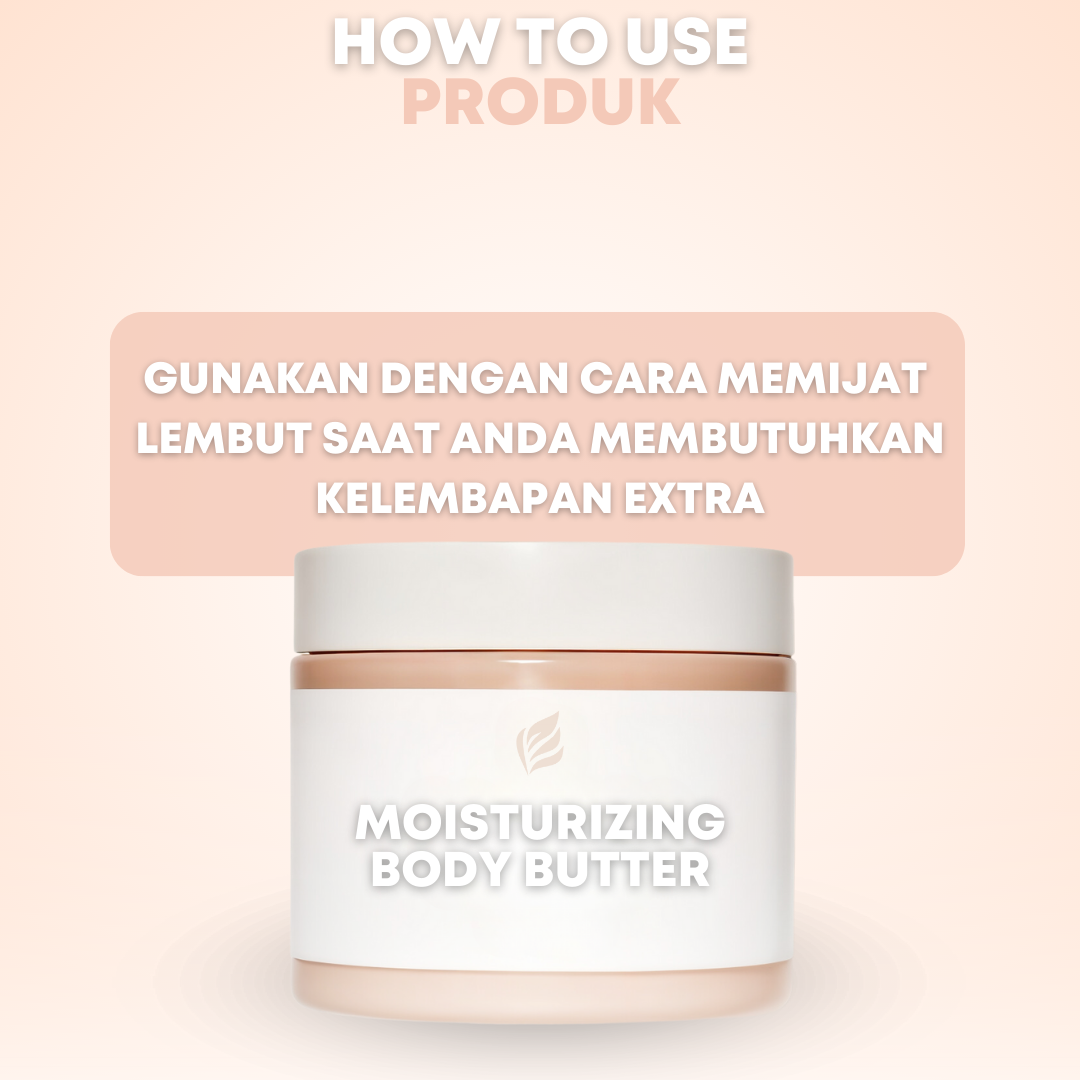 HOW TO USE
PRODUK
GUNAKAN DENGAN CARA MEMIJAT
LEMBUT SAAT ANDA MEMBUTUHKAN
KELEMBAPAN EXTRA
MOISTURIZING
BODY BUTTER